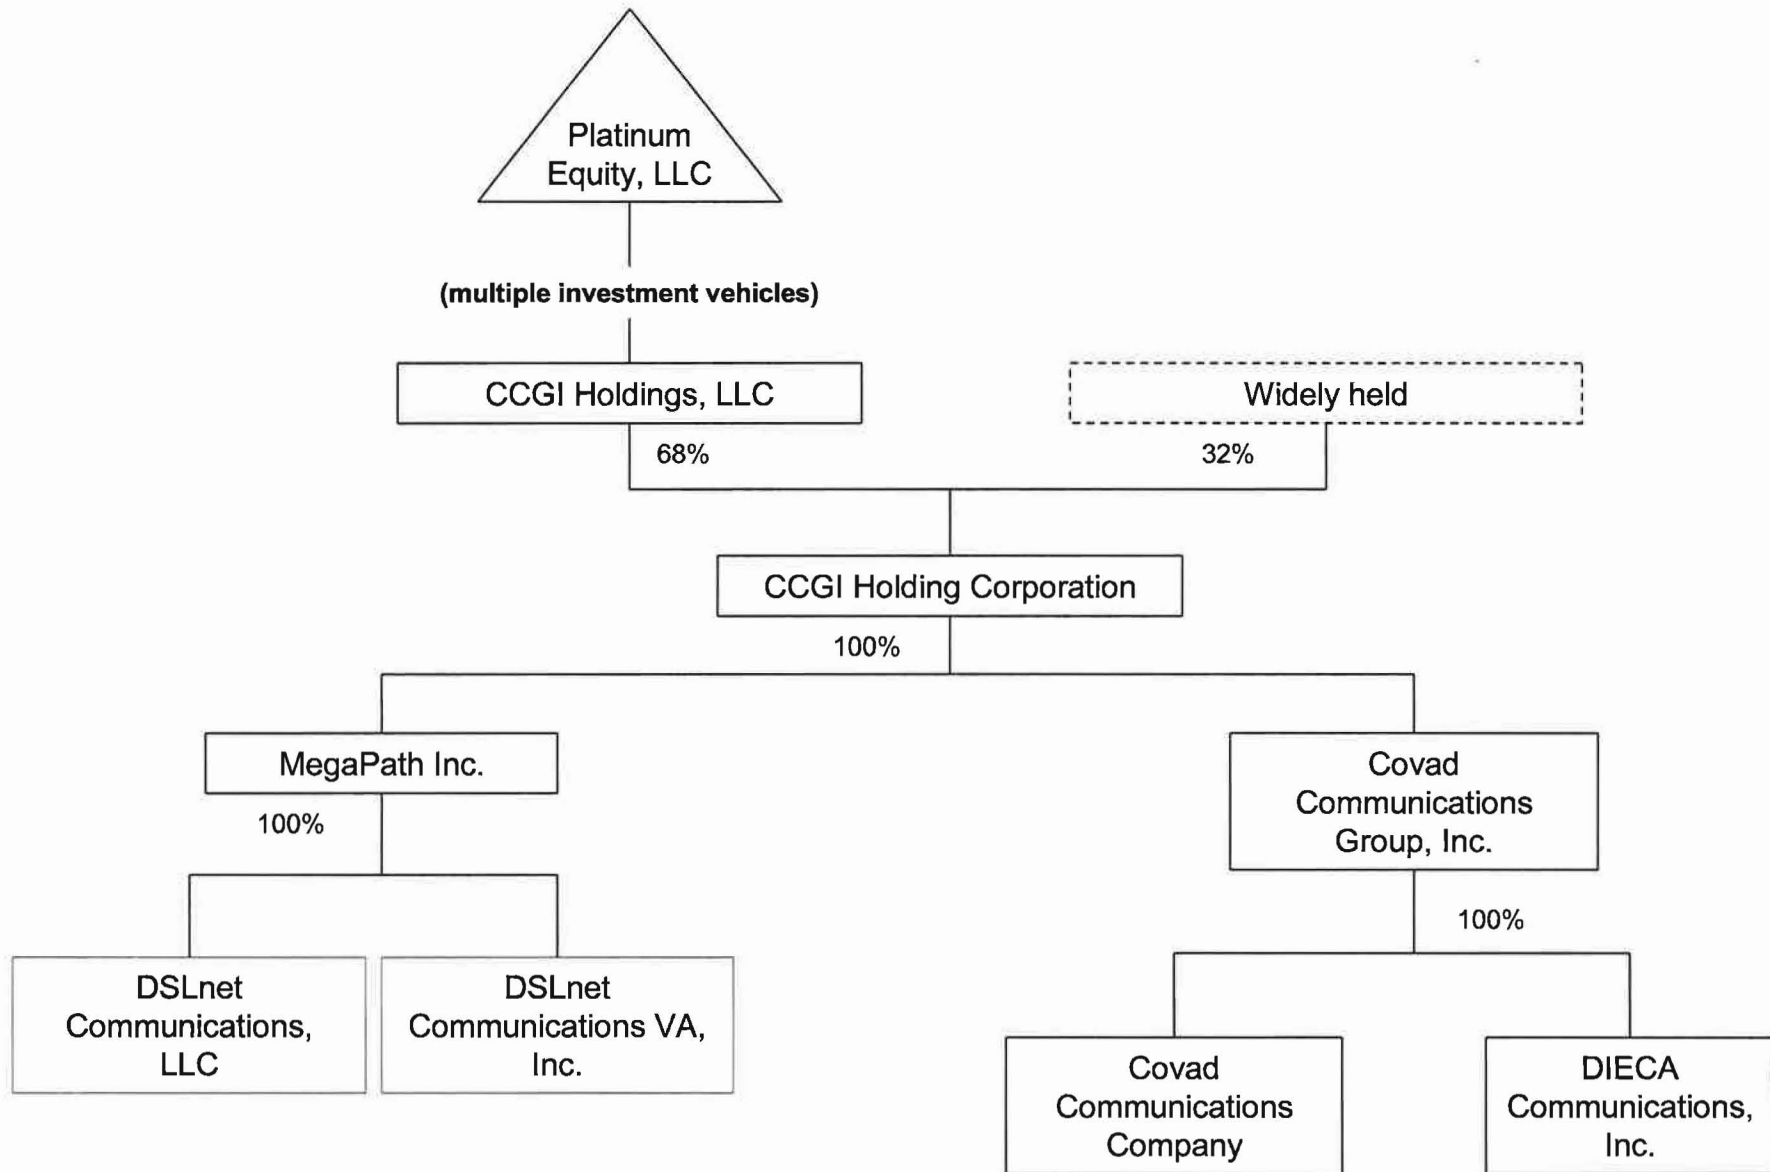 Platinum
Equity, LLC
(multiple investment vehicles)
CCGI Holdings, LLC
Widely held
68%
32%
CCGI Holding Corporation
100%
MegaPath Inc.
Covad
Communications
Group, Inc.
100%
100%
DSLnet
Communications,
LLC
DSLnet
Communications VA,
Inc.
Covad
Communications
Company
DIECA
Communications,
Inc.